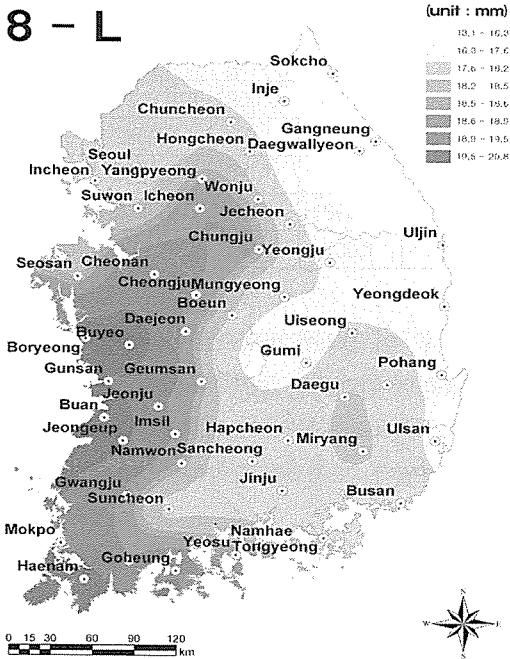 8 - L
(unit : mm)
13.1 - 16.3
16.3 - 17.6
17.6 - 18.2
18.2 - 18.5
18.5 - 18.6
18.6 - 18.9
18.9 - 19.5
19.5 - 20.8
Sokcho
Inje
Chuncheon
Gangneung
Hongcheon
Daegwallyeon
Seoul
Incheon
Yangpyeong
Wonju
Suwon
Icheon
Jecheon
Chungju
Uljin
Yeongju
Seosan
Cheonan
Cheongju
Mungyeong
Yeongdeok
Boeun
Daejeon
Uiseong
Buyeo
Boryeong
Gumi
Pohang
Gunsan
Geumsan
Daegu
Jeonju
Buan
Imsil
Hapcheon
Ulsan
Jeongeup
Miryang
Namwon
Sancheong
Gwangju
Jinju
Suncheon
Busan
Mokpo
Namhae
Yeosu
Tongyeong
Goheung
Haenam
N
W
E
S
0 15 30 60 90 120
km